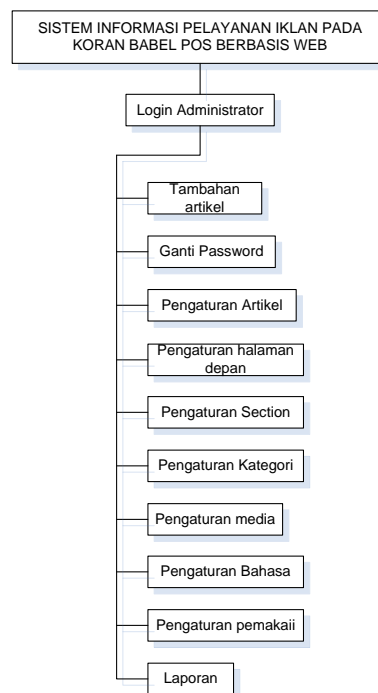 SISTEM INFORMASI PELAYANAN IKLAN PADA
KORAN BABEL POS BERBASIS WEB
Login Administrator
Tambahan
artikel
Ganti Password
Pengaturan Artikel
Pengaturan halaman
depan
Pengaturan Section
Pengaturan Kategori
Pengaturan media
Pengaturan Bahasa
Pengaturan pemakaii
Laporan